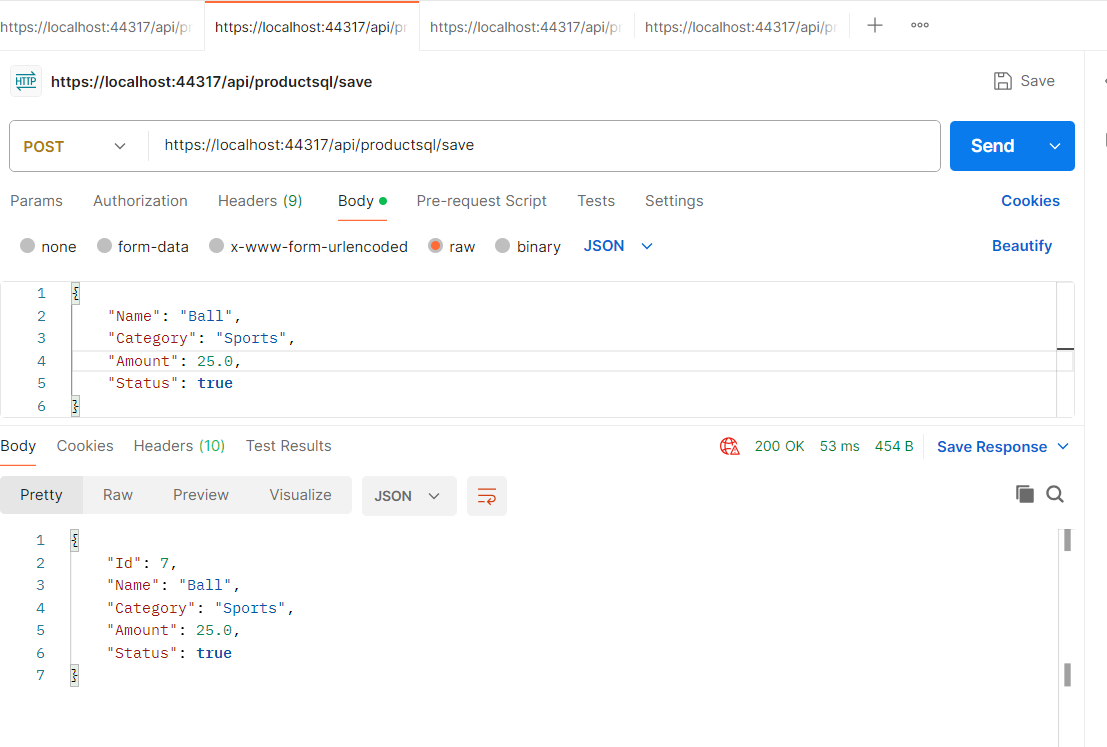 https://localhost:44317/api/pr https://localhost:44317/api/pr https://localhost:44317/api/pr https://localhost:44317/api/pr
HTTP https://localhost:44317/api/productsql/save Save
POST https://localhost:44317/api/productsql/save Send
Params Authorization Headers (9) Body Pre-request Script Tests Settings Cookies
none form-data x-www-form-urlencoded raw binary JSON Beautify
1 {
2 "Name": "Ball",
3 "Category": "Sports",
4 "Amount": 25.0,
5 "Status": true
6 }
Body Cookies Headers (10) Test Results 200 OK 53 ms 454 B Save Response
Pretty Raw Preview Visualize JSON
1 {
2 "Id": 7,
3 "Name": "Ball",
4 "Category": "Sports",
5 "Amount": 25.0,
6 "Status": true
7 }